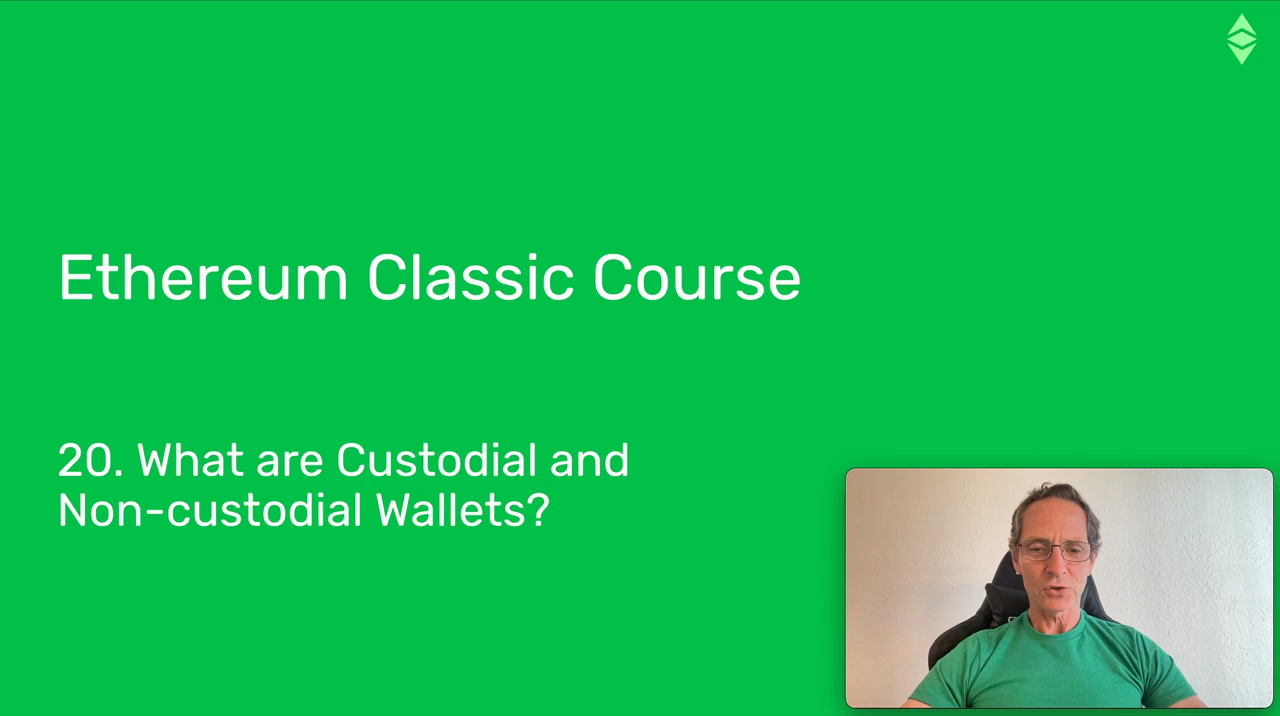 Ethereum Classic Course
20. What are Custodial and
Non-custodial Wallets?